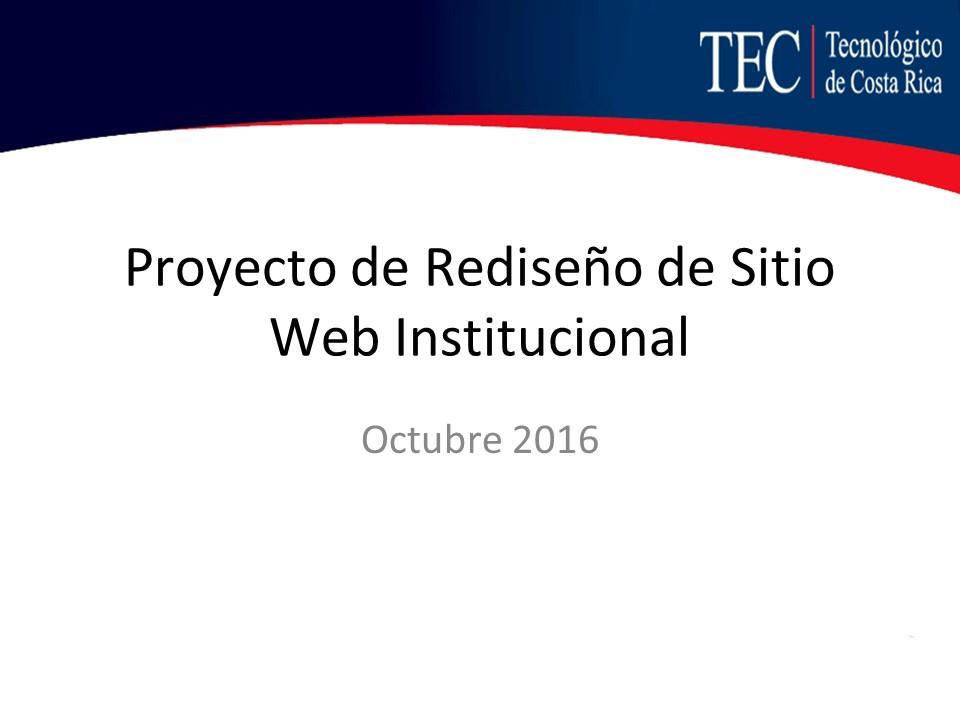 TEC
Tecnológico
de Costa Rica
Proyecto de Rediseño de Sitio
Web Institucional
Octubre 2016